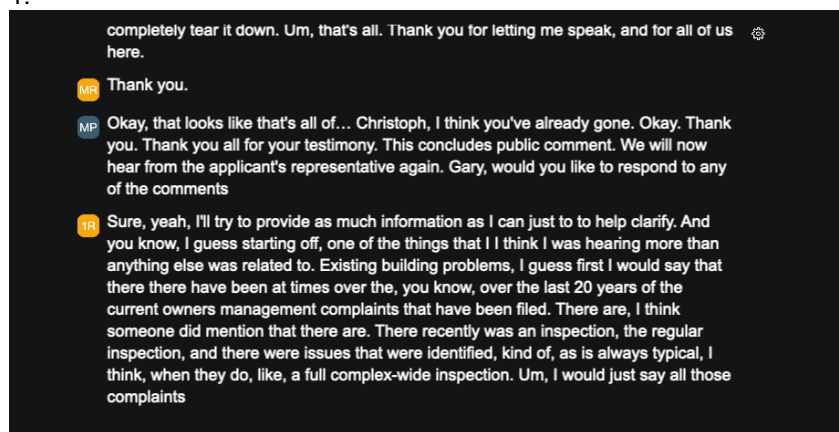 completely tear it down. Um, that's all. Thank you for letting me speak, and for all of us
here.
MR Thank you.
MP Okay, that looks like that's all of… Christoph, I think you've already gone. Okay. Thank
you. Thank you all for your testimony. This concludes public comment. We will now
hear from the applicant's representative again. Gary, would you like to respond to any
of the comments
1R Sure, yeah, I'll try to provide as much information as I can just to to help clarify. And
you know, I guess starting off, one of the things that I I think I was hearing more than
anything else was related to. Existing building problems, I guess first I would say that
there there have been at times over the, you know, over the last 20 years of the
current owners management complaints that have been filed. There are, I think
someone did mention that there are. There recently was an inspection, the regular
inspection, and there were issues that were identified, kind of, as is always typical, I
think, when they do, like, a full complex-wide inspection. Um, I would just say all those
complaints